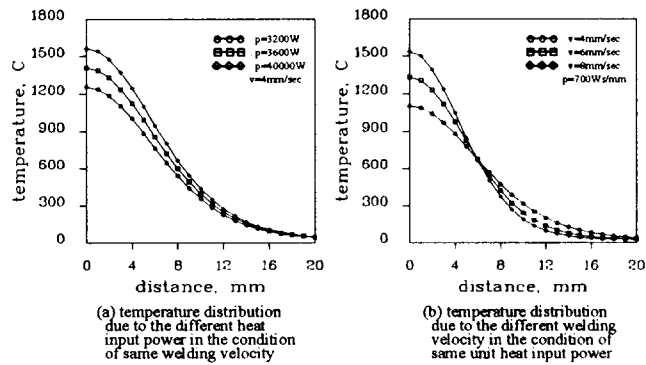 1800
1500
1200
900
600
300
0
temperature, C
p=3200W
p=3600W
p=40000W
v=4mm/sec
0 4 8 12 16 20
distance, mm
(a) temperature distribution
due to the different heat
input power in the condition
of same welding velocity
1800
1500
1200
900
600
300
0
temperature, C
v=4mm/sec
v=6mm/sec
v=8mm/sec
p=700Ws/mm
0 4 8 12 16 20
distance, mm
(b) temperature distribution
due to the different welding
velocity in the condition of
same unit heat input power